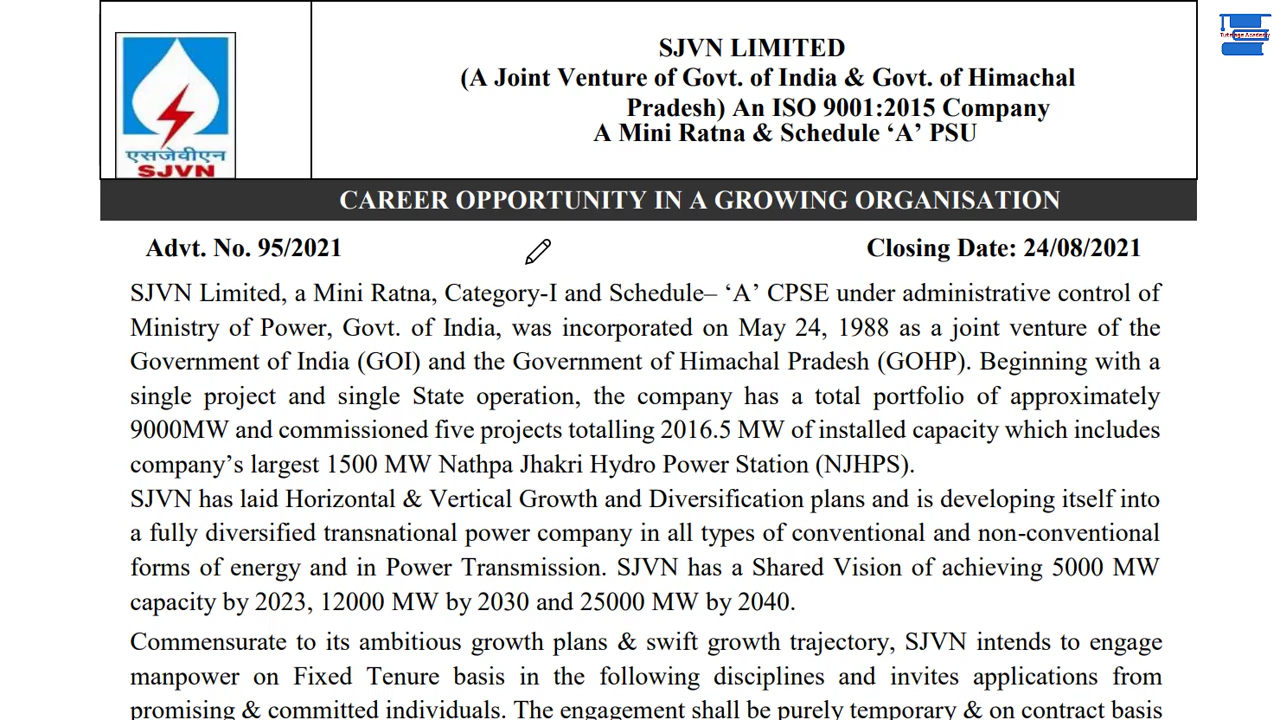 SJVN LIMITED
(A Joint Venture of Govt. of India & Govt. of Himachal
Pradesh) An ISO 9001:2015 Company
A Mini Ratna & Schedule ‘A’ PSU
एसजेवीएन
SJVN
Tutelage Academy
CAREER OPPORTUNITY IN A GROWING ORGANISATION
Advt. No. 95/2021 Closing Date: 24/08/2021
SJVN Limited, a Mini Ratna, Category-I and Schedule– ‘A’ CPSE under administrative control of
Ministry of Power, Govt. of India, was incorporated on May 24, 1988 as a joint venture of the
Government of India (GOI) and the Government of Himachal Pradesh (GOHP). Beginning with a
single project and single State operation, the company has a total portfolio of approximately
9000MW and commissioned five projects totalling 2016.5 MW of installed capacity which includes
company’s largest 1500 MW Nathpa Jhakri Hydro Power Station (NJHPS).
SJVN has laid Horizontal & Vertical Growth and Diversification plans and is developing itself into
a fully diversified transnational power company in all types of conventional and non-conventional
forms of energy and in Power Transmission. SJVN has a Shared Vision of achieving 5000 MW
capacity by 2023, 12000 MW by 2030 and 25000 MW by 2040.
Commensurate to its ambitious growth plans & swift growth trajectory, SJVN intends to engage
manpower on Fixed Tenure basis in the following disciplines and invites applications from
promising & committed individuals. The engagement shall be purely temporary & on contract basis